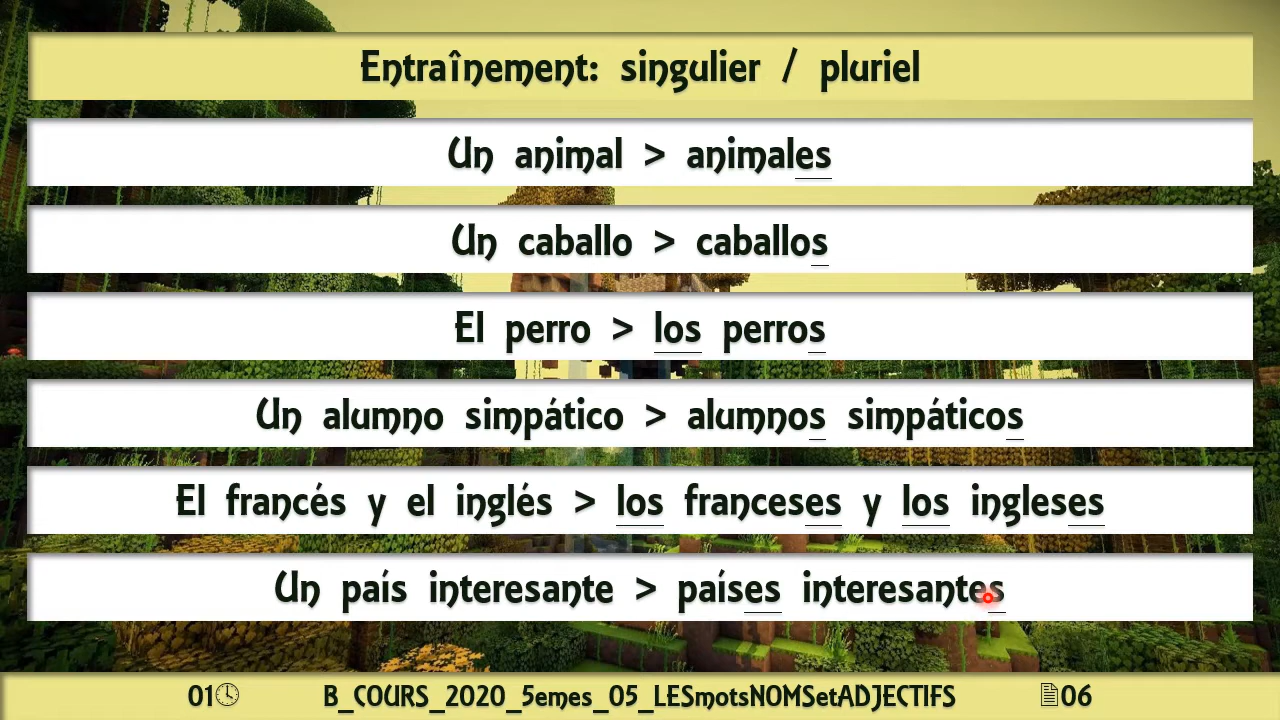 Entraînement: singulier / pluriel
Un animal > animales
Un caballo > caballos
El perro > los perros
Un alumno simpático > alumnos simpáticos
El francés y el inglés > los franceses y los ingleses
Un país interesante > países interesantes
01 B_COURS_2020_5emes_05_LESmotsNOMSetADJECTIFS 06